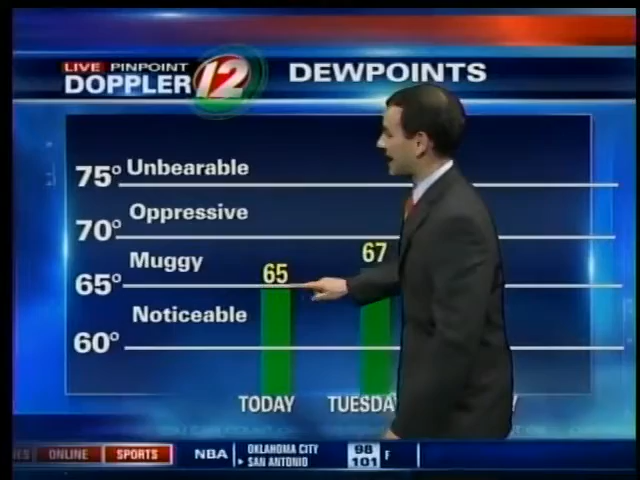 LIVE PINPOINT
DOPPLER 12
DEWPOINTS
75° Unbearable
Oppressive
70°
Muggy
65°
Noticeable
60°
65
67
TODAY
TUESDA
ONLINE
SPORTS
NBA
OKLAHOMA CITY 98
SAN ANTONIO 101
F